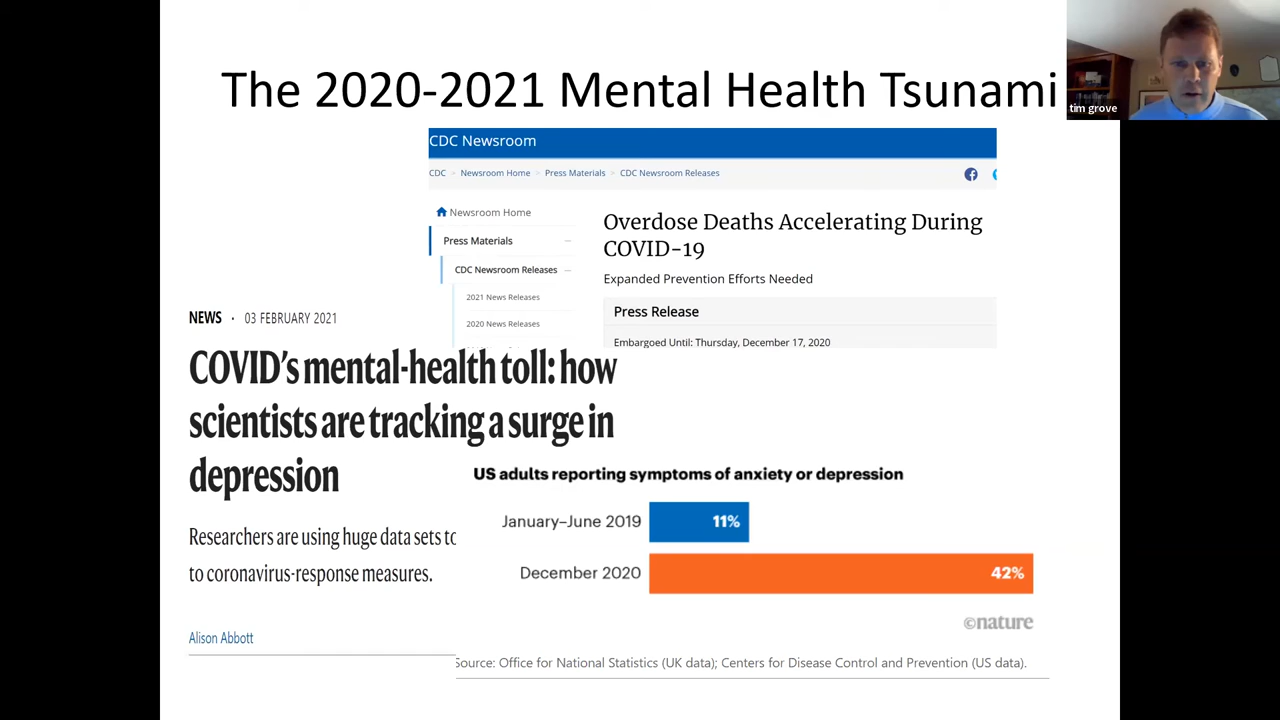 The 2020-2021 Mental Health Tsunami
tim grove
CDC Newsroom
CDC > Newsroom Home > Press Materials > CDC Newsroom Releases
Newsroom Home
Press Materials
CDC Newsroom Releases
2021 News Releases
2020 News Releases
Overdose Deaths Accelerating During
COVID-19
Expanded Prevention Efforts Needed
Press Release
Embargoed Until: Thursday, December 17, 2020
NEWS · 03 FEBRUARY 2021
COVID's mental-health toll: how
scientists are tracking a surge in
depression
Researchers are using huge data sets to
to coronavirus-response measures.
Alison Abbott
US adults reporting symptoms of anxiety or depression
January–June 2019 11%
December 2020 42%
©nature
Source: Office for National Statistics (UK data); Centers for Disease Control and Prevention (US data).